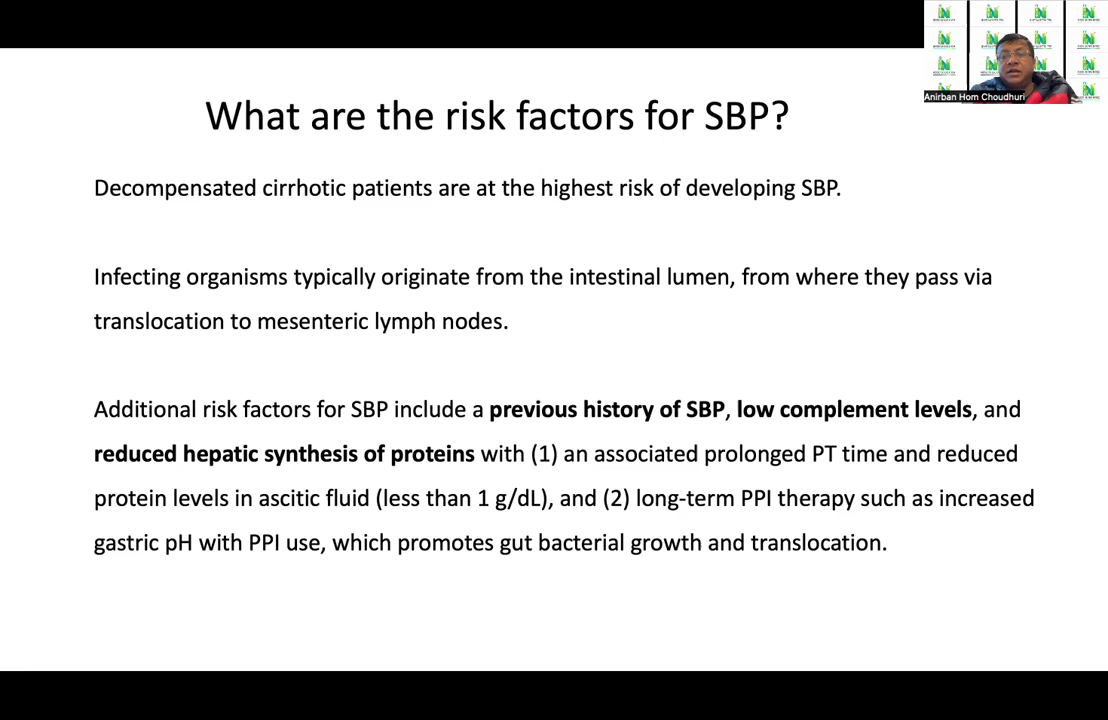 What are the risk factors for SBP?
Decompensated cirrhotic patients are at the highest risk of developing SBP.
Infecting organisms typically originate from the intestinal lumen, from where they pass via
translocation to mesenteric lymph nodes.
Additional risk factors for SBP include a previous history of SBP, low complement levels, and
reduced hepatic synthesis of proteins with (1) an associated prolonged PT time and reduced
protein levels in ascitic fluid (less than 1 g/dL), and (2) long-term PPI therapy such as increased
gastric pH with PPI use, which promotes gut bacterial growth and translocation.
Anirban Hom Choudhuri